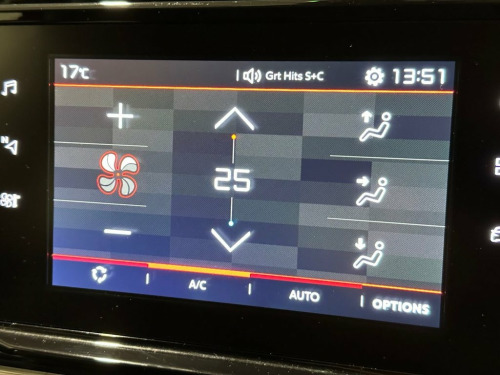 17℃ Grt Hits S+C 13:51
25
A/C AUTO OPTIONS